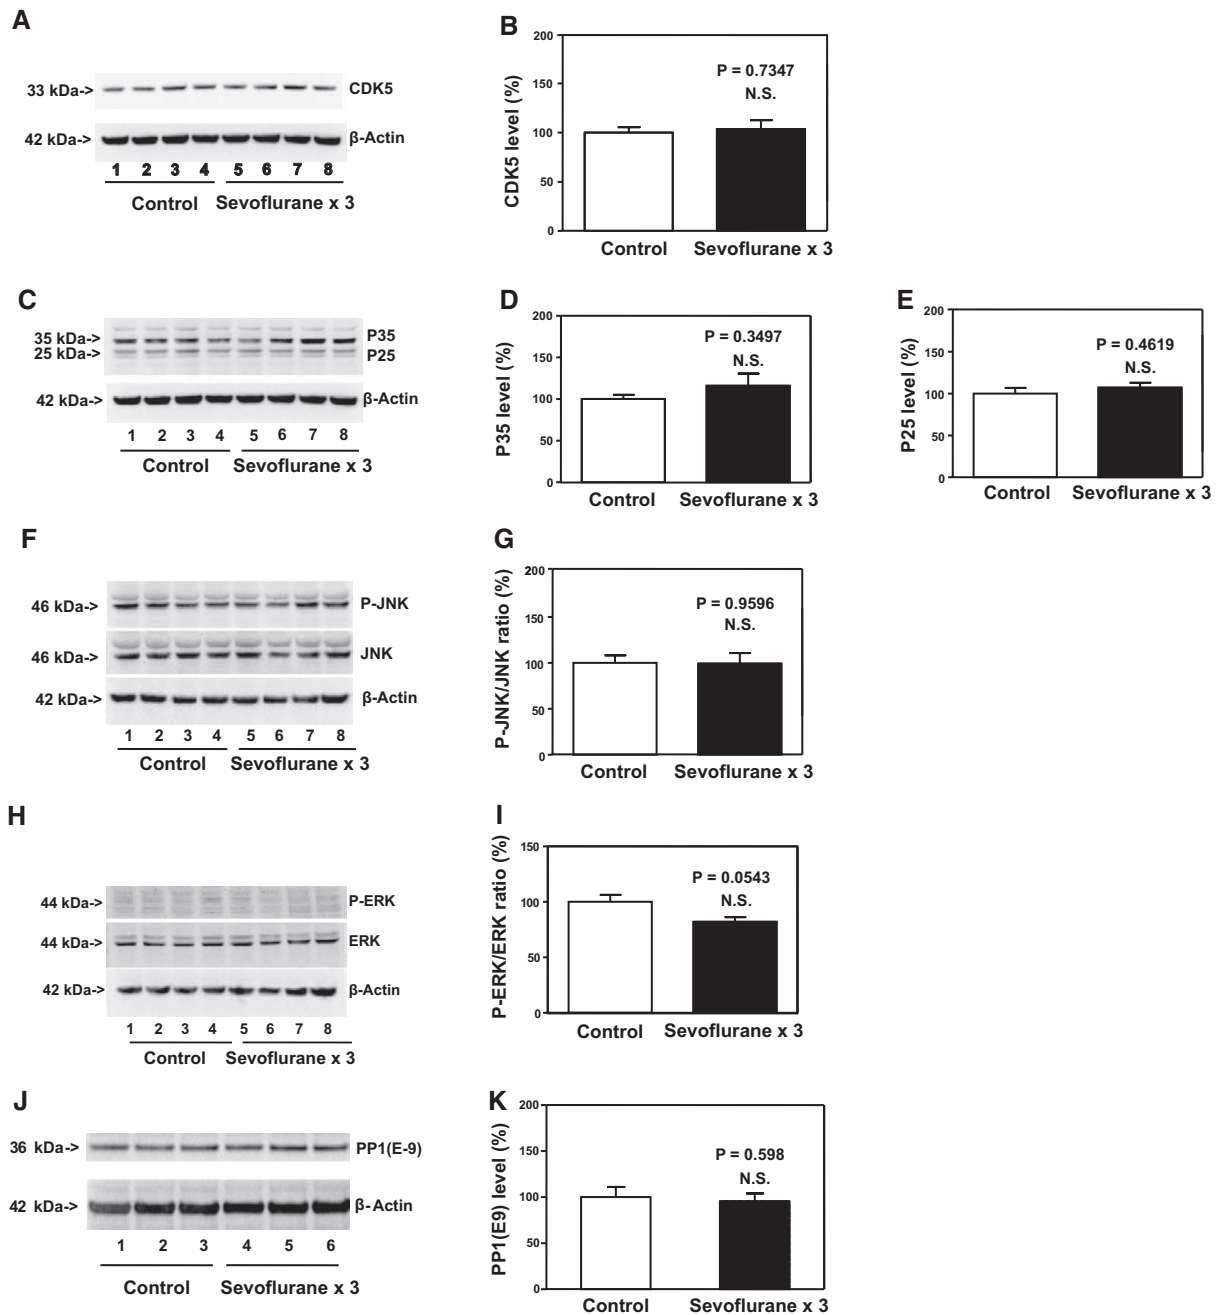 A
33 kDa->
CDK5
42 kDa->
β-Actin
1 2 3 4 5 6 7 8
Control
Sevoflurane x 3
B
CDK5 level (%)
200
150
100
50
0
P = 0.7347
N.S.
Control
Sevoflurane x 3
C
35 kDa->
P35
25 kDa->
P25
42 kDa->
β-Actin
1 2 3 4 5 6 7 8
Control
Sevoflurane x 3
D
P35 level (%)
200
150
100
50
0
P = 0.3497
N.S.
Control
Sevoflurane x 3
E
P25 level (%)
200
150
100
50
0
P = 0.4619
N.S.
Control
Sevoflurane x 3
F
46 kDa->
P-JNK
46 kDa->
JNK
42 kDa->
β-Actin
1 2 3 4 5 6 7 8
Control
Sevoflurane x 3
G
P-JNK/JNK ratio (%)
200
150
100
50
0
P = 0.9596
N.S.
Control
Sevoflurane x 3
H
44 kDa->
P-ERK
44 kDa->
ERK
42 kDa->
β-Actin
1 2 3 4 5 6 7 8
Control
Sevoflurane x 3
I
P-ERK/ERK ratio (%)
150
100
50
0
P = 0.0543
N.S.
Control
Sevoflurane x 3
J
36 kDa->
PP1(E-9)
42 kDa->
β-Actin
1 2 3 4 5 6
Control
Sevoflurane x 3
K
PP1(E9) level (%)
200
150
100
50
0
P = 0.598
N.S.
Control
Sevoflurane x 3